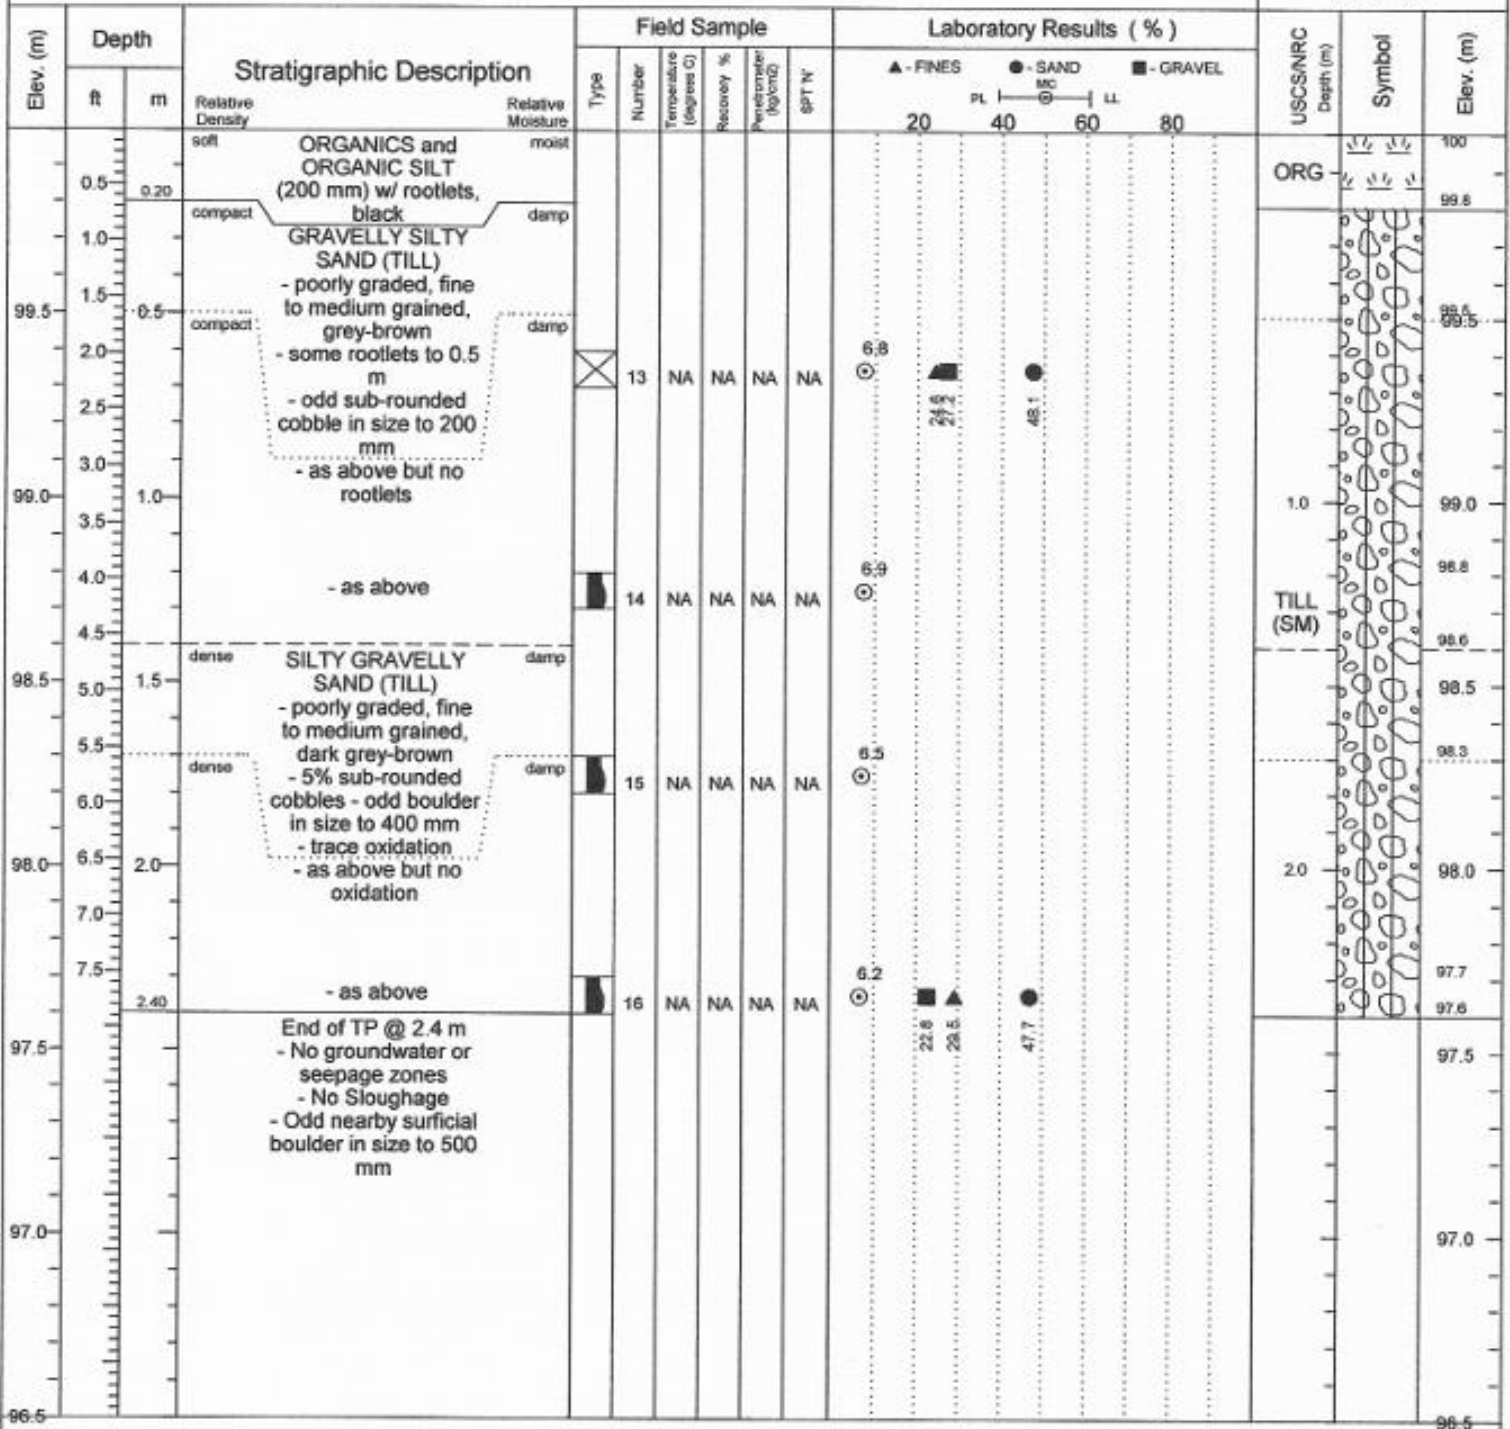 Elev. (m)
Depth
ft
m
Stratigraphic Description
Relative Density
Relative Moisture
Field Sample
Type
Number
Temperature (degrees C)
Recovery %
Penetrometer (kg/cm2)
SPT 'N'
Laboratory Results ( % )
▲ - FINES
● - SAND
■ - GRAVEL
PL
MC
LL
20
40
60
80
USCS/NRC
Depth (m)
Symbol
Elev. (m)
soft
ORGANICS and
moist
ORGANIC SILT
(200 mm) w/ rootlets,
black
0.5
0.20
ORG
100
99.8
compact
damp
1.0
GRAVELLY SILTY
SAND (TILL)
- poorly graded, fine
to medium grained,
grey-brown
- some rootlets to 0.5
m
- odd sub-rounded
cobble in size to 200
mm
1.5
99.5
0.5
compact
damp
99.5
2.0
13
NA
NA
NA
NA
6.8
24.6
27.2
48.1
2.5
3.0
- as above but no
rootlets
99.0
1.0
1.0
99.0
3.5
4.0
- as above
14
NA
NA
NA
NA
6.9
98.8
TILL
(SM)
4.5
98.6
dense
SILTY GRAVELLY
damp
SAND (TILL)
98.5
5.0
1.5
98.5
- poorly graded, fine
to medium grained,
dark grey-brown
- 5% sub-rounded
cobbles - odd boulder
in size to 400 mm
- trace oxidation
5.5
98.3
dense
damp
15
NA
NA
NA
NA
6.5
6.0
98.0
6.5
2.0
- as above but no
oxidation
2.0
98.0
7.0
7.5
- as above
2.40
16
NA
NA
NA
NA
6.2
22.8
29.5
47.7
97.7
97.6
End of TP @ 2.4 m
- No groundwater or
seepage zones
- No Sloughage
- Odd nearby surficial
boulder in size to 500
mm
97.5
97.5
97.0
97.0
96.5
96.5